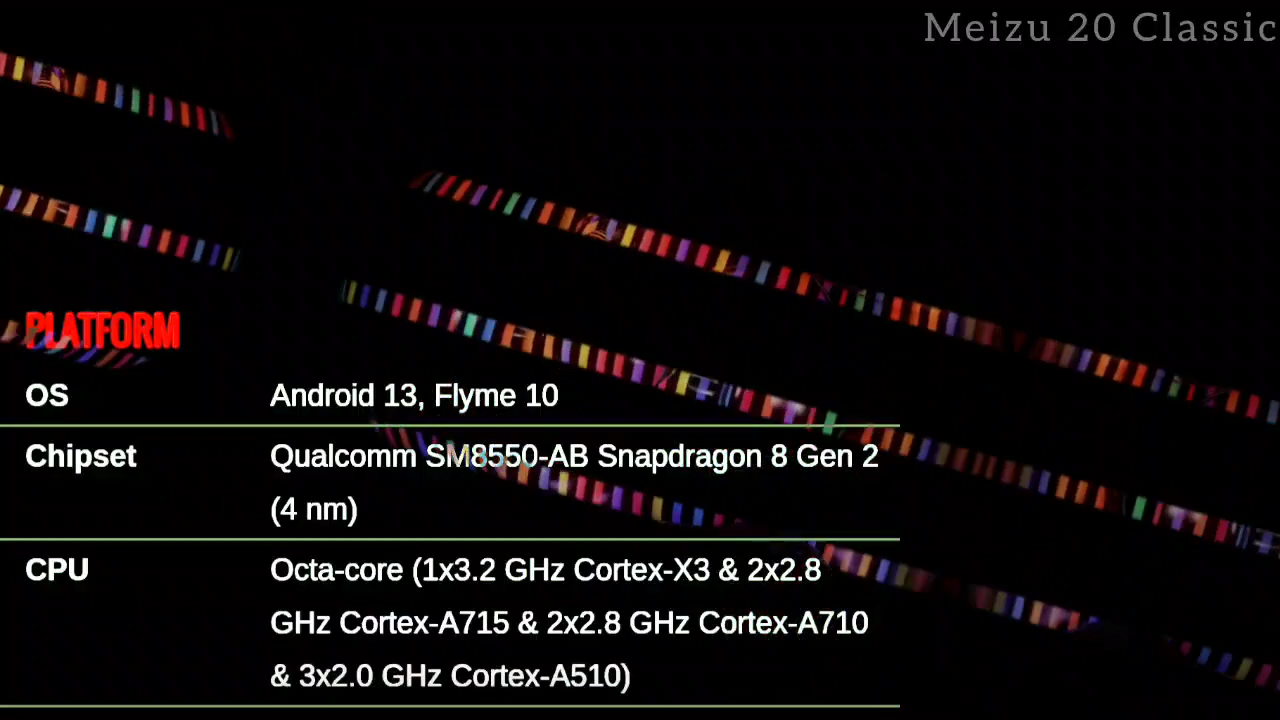 Meizu 20 Classic
PLATFORM
OS Android 13, Flyme 10
Chipset Qualcomm SM8550-AB Snapdragon 8 Gen 2
(4 nm)
CPU Octa-core (1x3.2 GHz Cortex-X3 & 2x2.8
GHz Cortex-A715 & 2x2.8 GHz Cortex-A710
& 3x2.0 GHz Cortex-A510)